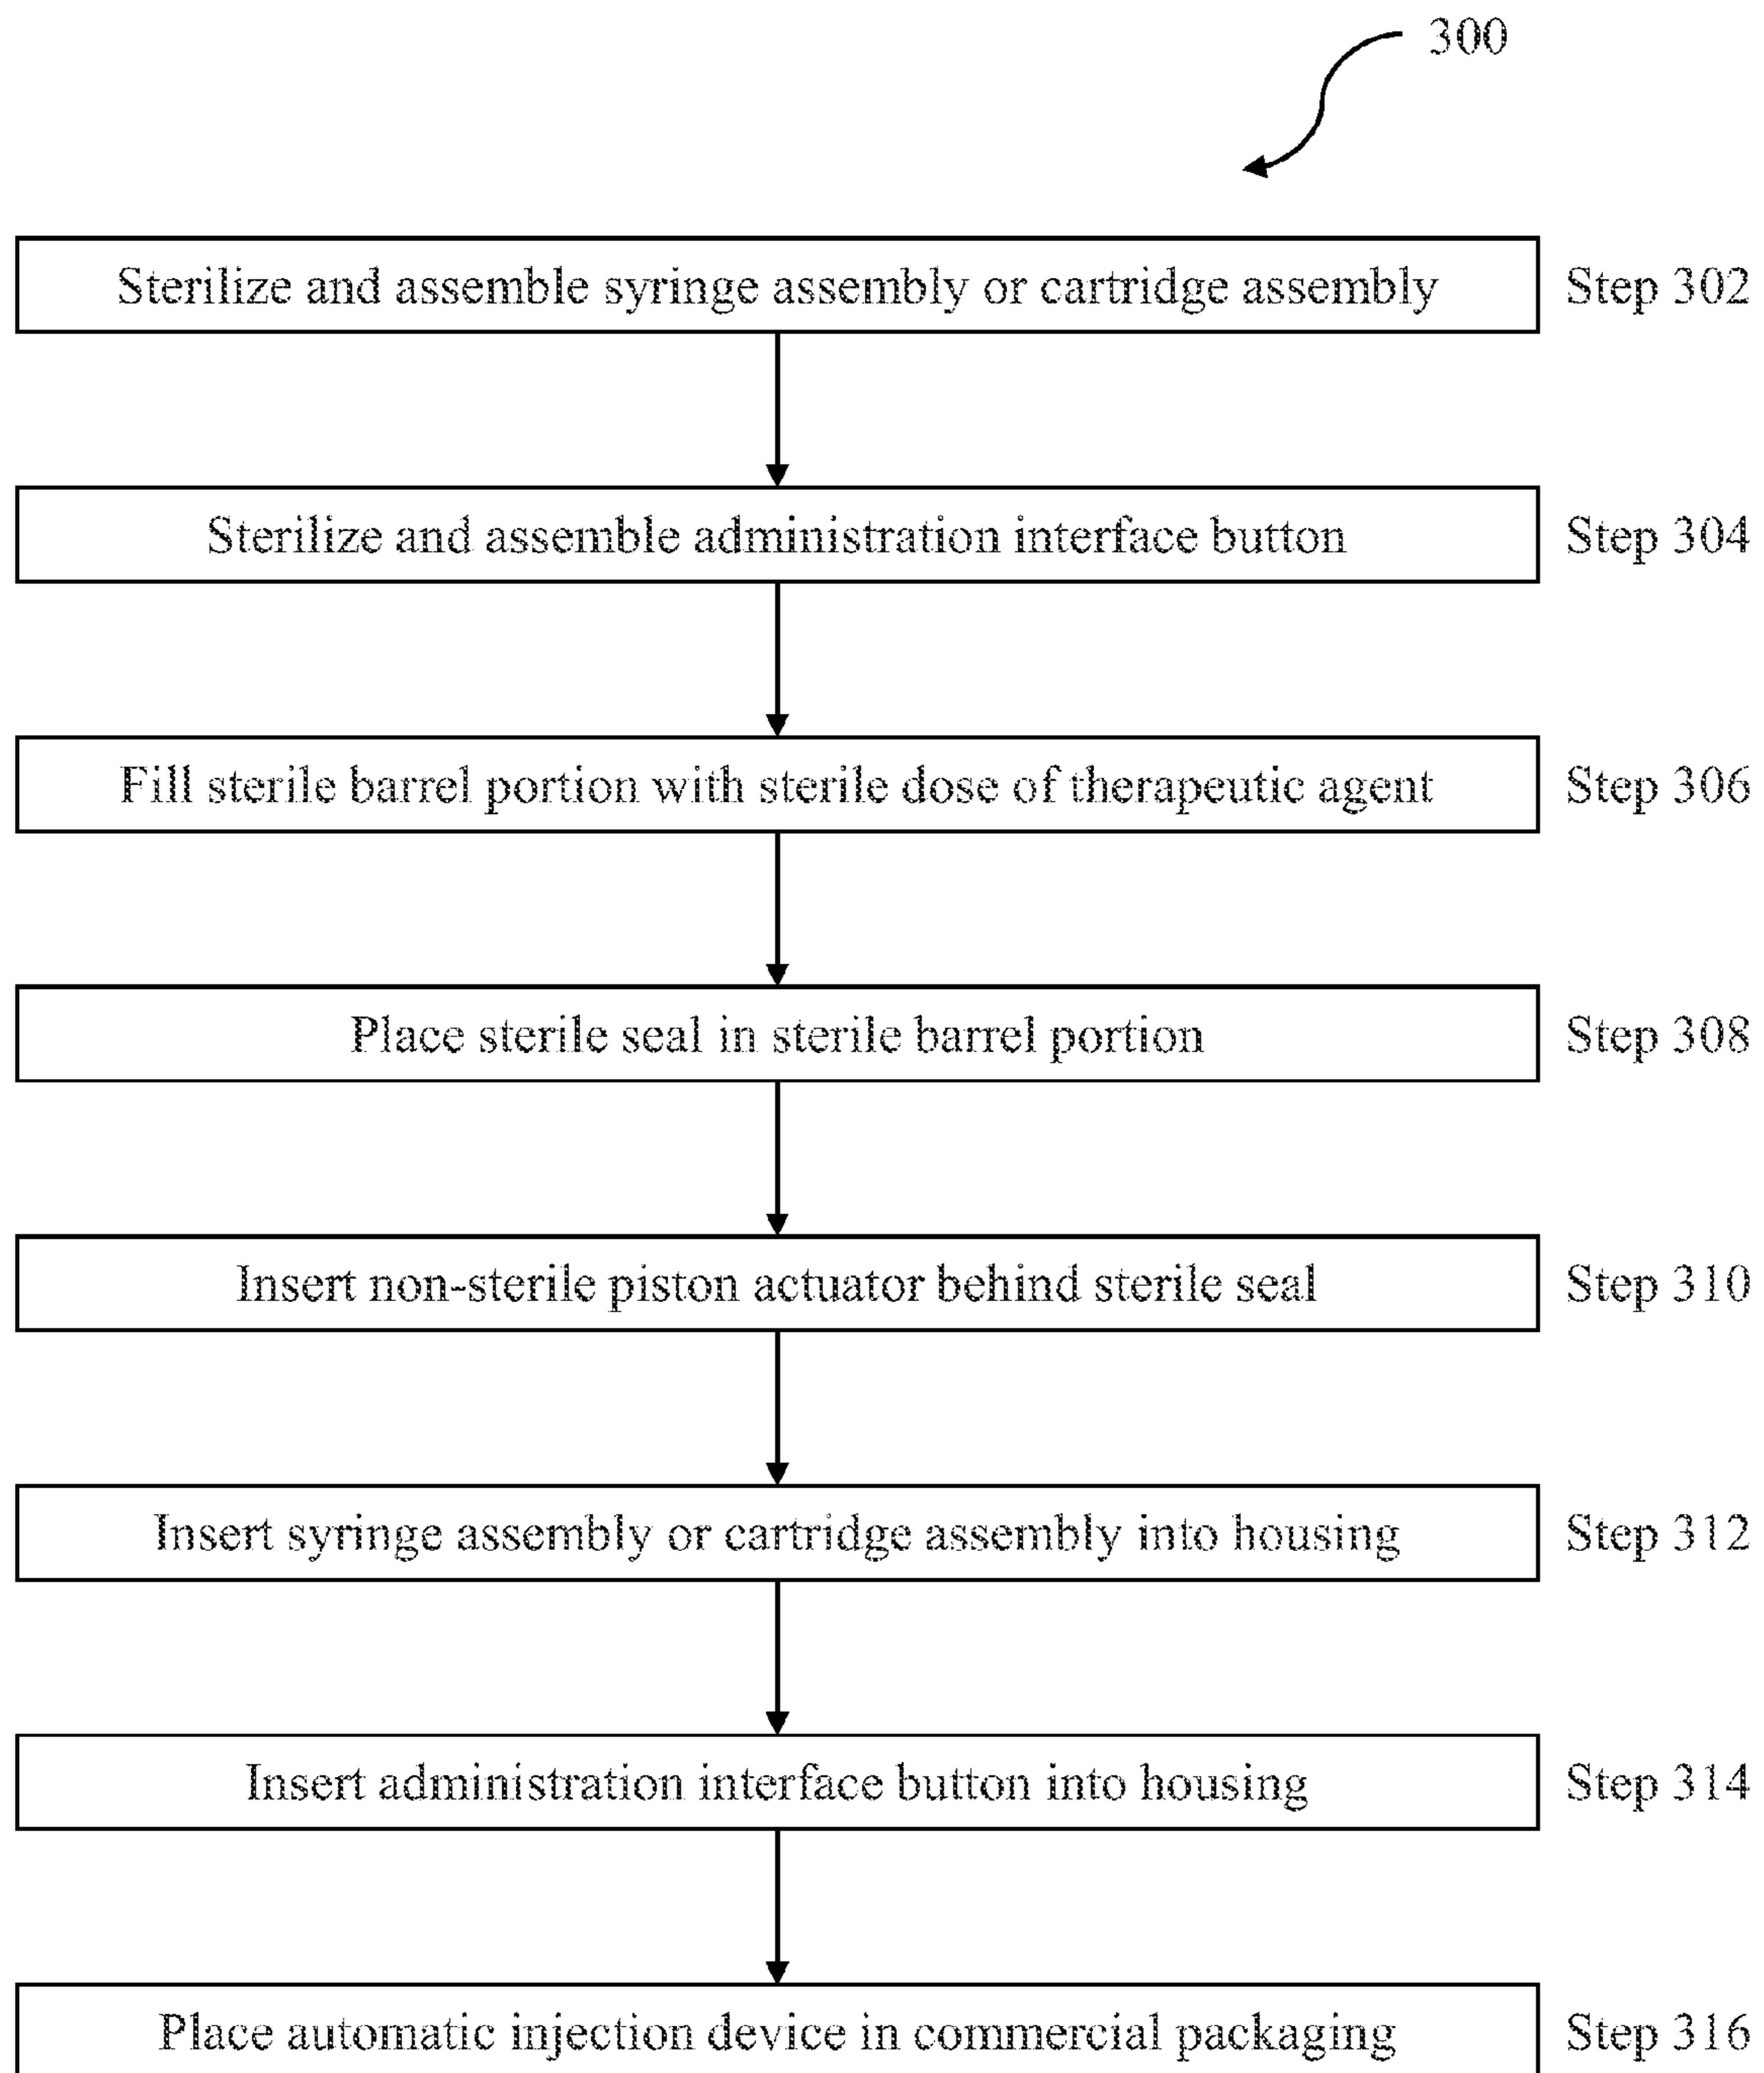 300
Sterilize and assemble syringe assembly or cartridge assembly Step 302
Sterilize and assemble administration interface button Step 304
Fill sterile barrel portion with sterile dose of therapeutic agent Step 306
Place sterile seal in sterile barrel portion Step 308
Insert non-sterile piston actuator behind sterile seal Step 310
Insert syringe assembly or cartridge assembly into housing Step 312
Insert administration interface button into housing Step 314
Place automatic injection device in commercial packaging Step 316